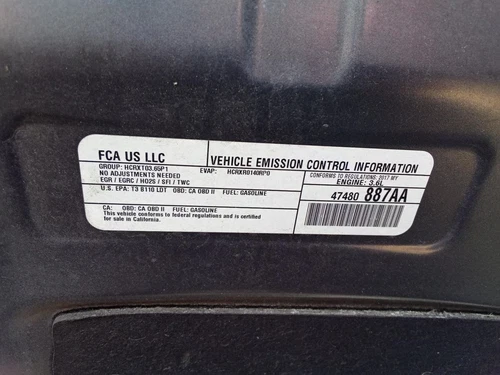 FCA US LLC
VEHICLE EMISSION CONTROL INFORMATION
GROUP: HCRXT03.65P1 EVAP: HCRXR0140RP0
CONFORMS TO REGULATIONS: 2017 MY
NO ADJUSTMENTS NEEDED
ENGINE: 3.6L
EGR / EGRC / HO2S / SFI / TWC
U.S. EPA: T3 B110 LDT OBD: CA OBD II FUEL: GASOLINE
47480 887AA
CA: OBD: CA OBD II FUEL: GASOLINE
This vehicle conforms to federal regulations and is certified
for sale in California.